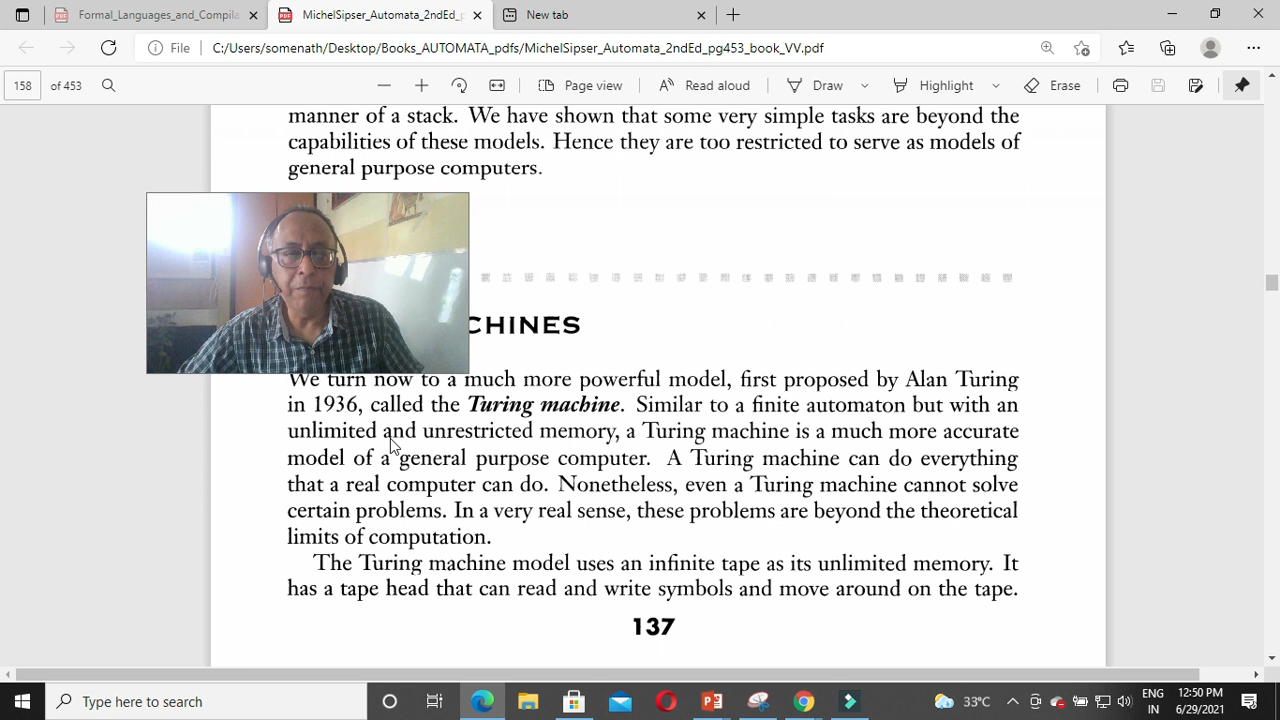 Formal_Languages_and_Compila
MichelSipser_Automata_2ndEd_p
New tab
File
C:/Users/somenath/Desktop/Books_AUTOMATA_pdfs/MichelSipser_Automata_2ndEd_pg453_book_VV.pdf
158 of 453
Page view
Read aloud
Draw
Highlight
Erase
manner of a stack. We have shown that some very simple tasks are beyond the
capabilities of these models. Hence they are too restricted to serve as models of
general purpose computers.
CHINES
We turn now to a much more powerful model, first proposed by Alan Turing
in 1936, called the Turing machine. Similar to a finite automaton but with an
unlimited and unrestricted memory, a Turing machine is a much more accurate
model of a general purpose computer. A Turing machine can do everything
that a real computer can do. Nonetheless, even a Turing machine cannot solve
certain problems. In a very real sense, these problems are beyond the theoretical
limits of computation.
The Turing machine model uses an infinite tape as its unlimited memory. It
has a tape head that can read and write symbols and move around on the tape.
137
Type here to search
33°C
ENG
IN
12:50 PM
6/29/2021